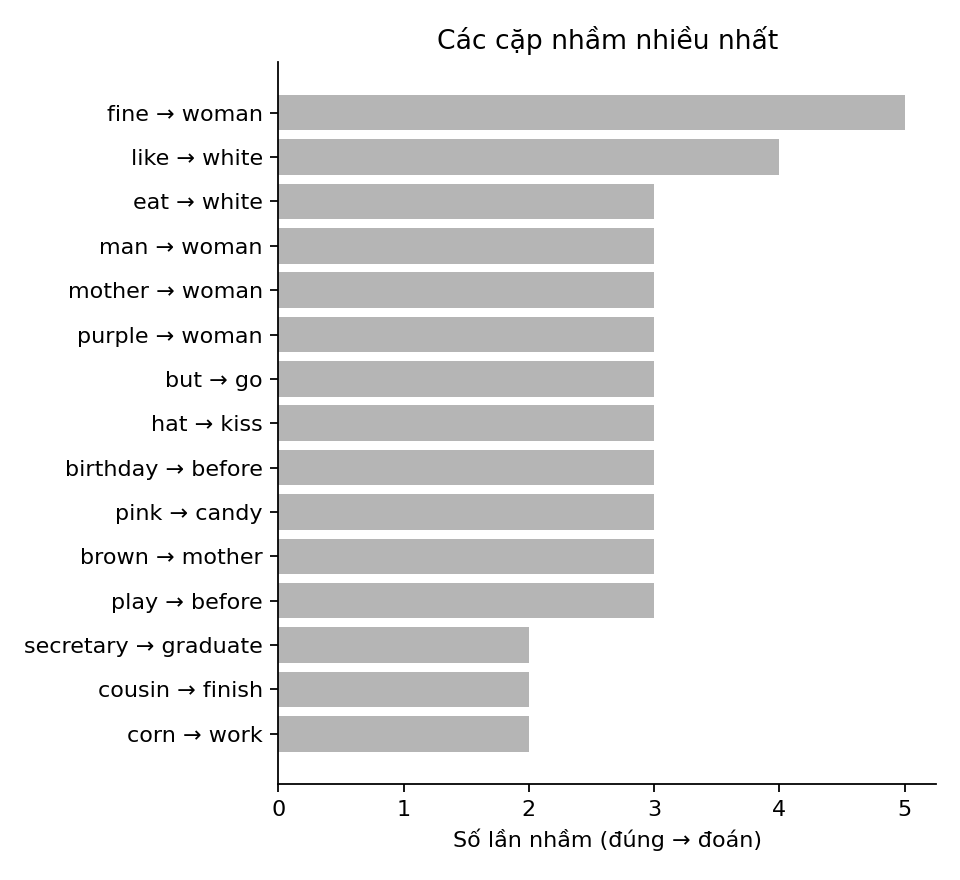 Các cặp nhầm nhiều nhất
fine → woman
like → white
eat → white
man → woman
mother → woman
purple → woman
but → go
hat → kiss
birthday → before
pink → candy
brown → mother
play → before
secretary → graduate
cousin → finish
corn → work
0 1 2 3 4 5
Số lần nhầm (đúng → đoán)